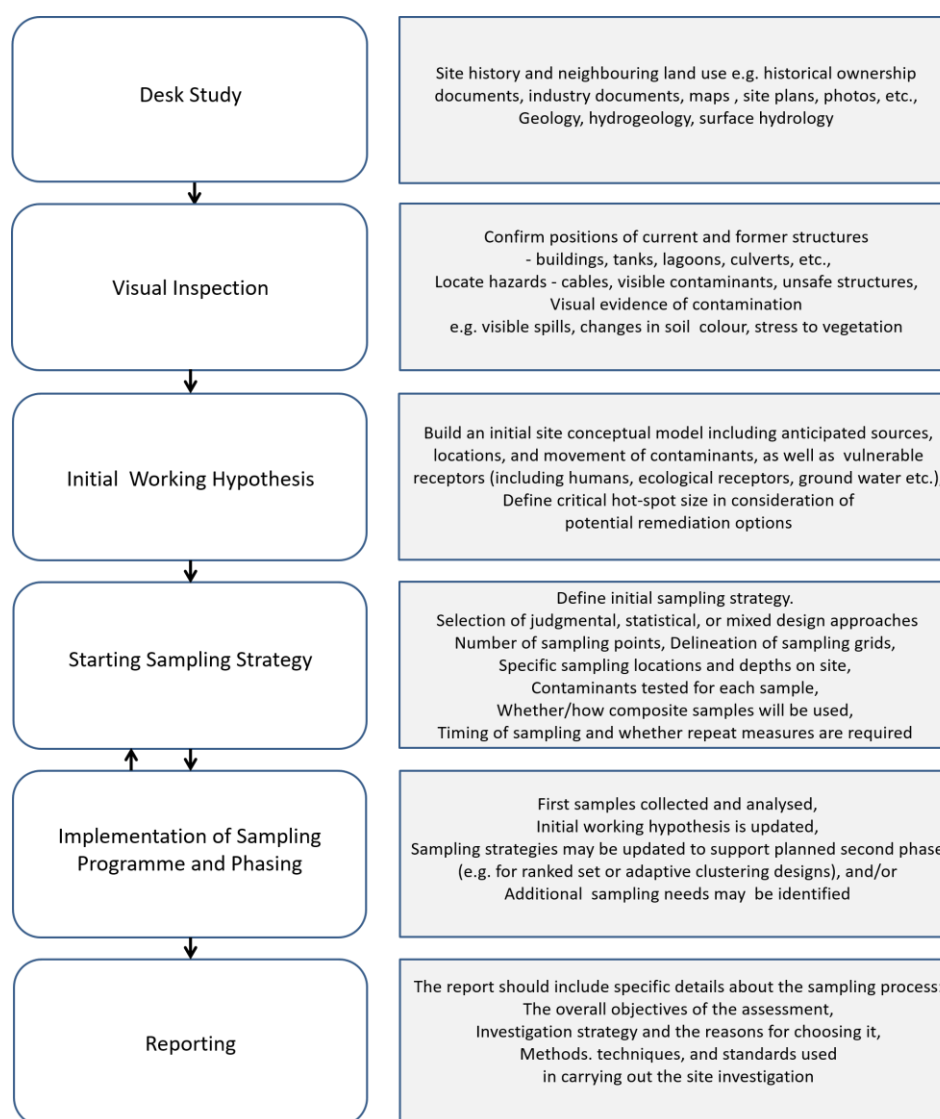 Desk Study
Site history and neighbouring land use e.g. historical ownership
documents, industry documents, maps , site plans, photos, etc.,
Geology, hydrogeology, surface hydrology
Visual Inspection
Confirm positions of current and former structures
- buildings, tanks, lagoons, culverts, etc.,
Locate hazards - cables, visible contaminants, unsafe structures,
Visual evidence of contamination
e.g. visible spills, changes in soil colour, stress to vegetation
Initial Working Hypothesis
Build an initial site conceptual model including anticipated sources,
locations, and movement of contaminants, as well as vulnerable
receptors (including humans, ecological receptors, ground water etc.),
Define critical hot-spot size in consideration of
potential remediation options
Starting Sampling Strategy
Define initial sampling strategy.
Selection of judgmental, statistical, or mixed design approaches
Number of sampling points, Delineation of sampling grids,
Specific sampling locations and depths on site,
Contaminants tested for each sample,
Whether/how composite samples will be used,
Timing of sampling and whether repeat measures are required
Implementation of Sampling
Programme and Phasing
First samples collected and analysed,
Initial working hypothesis is updated,
Sampling strategies may be updated to support planned second phase
(e.g. for ranked set or adaptive clustering designs), and/or
Additional sampling needs may be identified
Reporting
The report should include specific details about the sampling process:
The overall objectives of the assessment,
Investigation strategy and the reasons for choosing it,
Methods. techniques, and standards used
in carrying out the site investigation